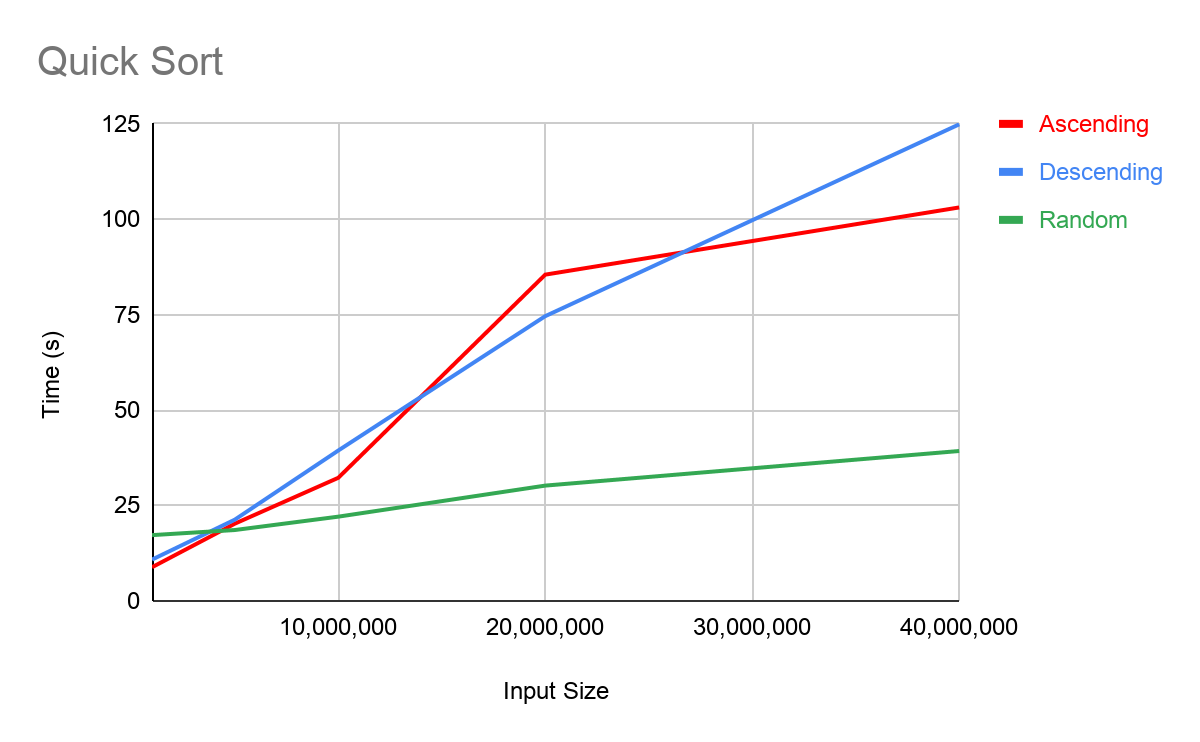 Quick Sort
125
100
75
50
25
0
Time (s)
10,000,000 20,000,000 30,000,000 40,000,000
Input Size
Ascending
Descending
Random